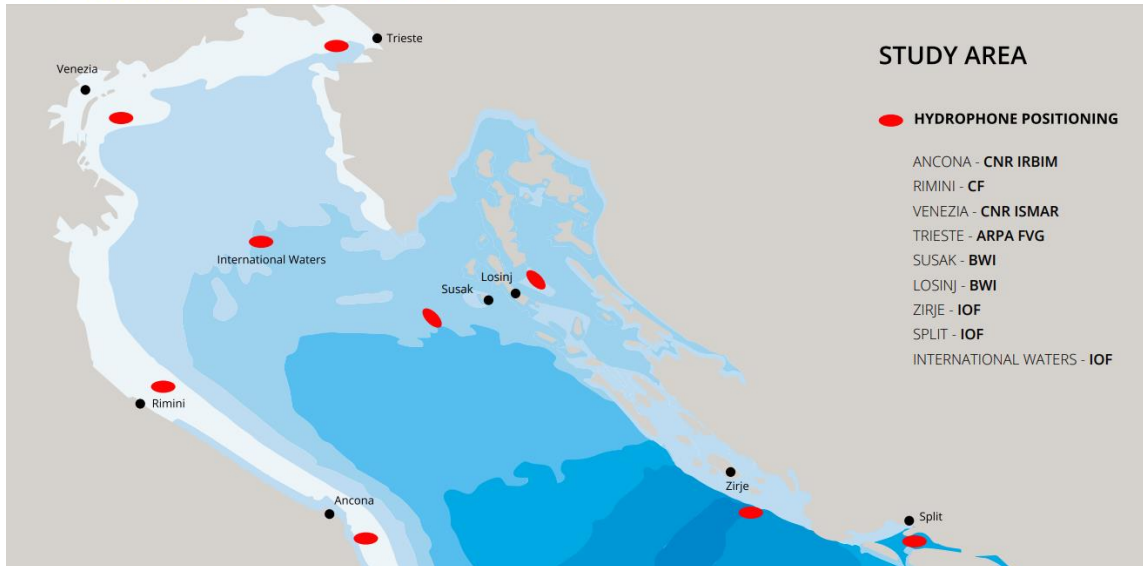 Trieste
Venezia
International Waters
Losinj
Susak
Rimini
Ancona
Zirje
Split
STUDY AREA
HYDROPHONE POSITIONING
ANCONA - CNR IRBIM
RIMINI - CF
VENEZIA - CNR ISMAR
TRIESTE - ARPA FVG
SUSAK - BWI
LOSINJ - BWI
ZIRJE - IOF
SPLIT - IOF
INTERNATIONAL WATERS - IOF